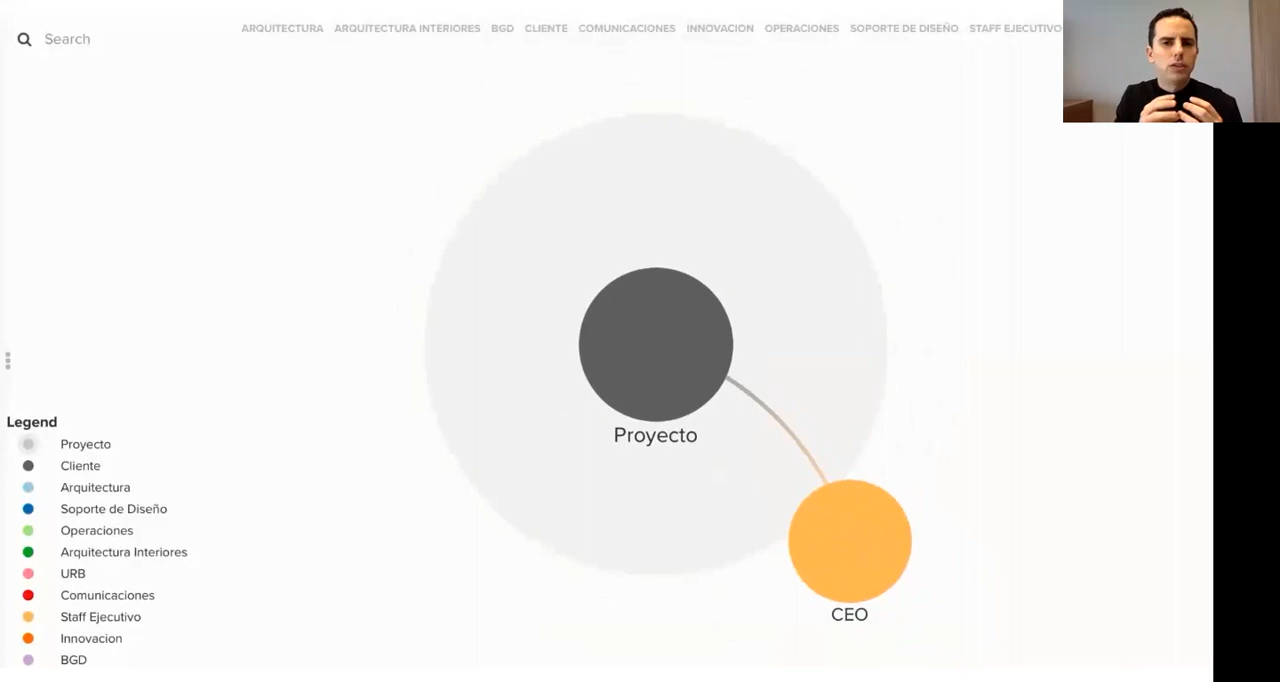 Search
ARQUITECTURA ARQUITECTURA INTERIORES BGD CLIENTE COMUNICACIONES INNOVACION OPERACIONES SOPORTE DE DISEÑO STAFF EJECUTIVO
Proyecto
CEO
Legend
Proyecto
Cliente
Arquitectura
Soporte de Diseño
Operaciones
Arquitectura Interiores
URB
Comunicaciones
Staff Ejecutivo
Innovacion
BGD